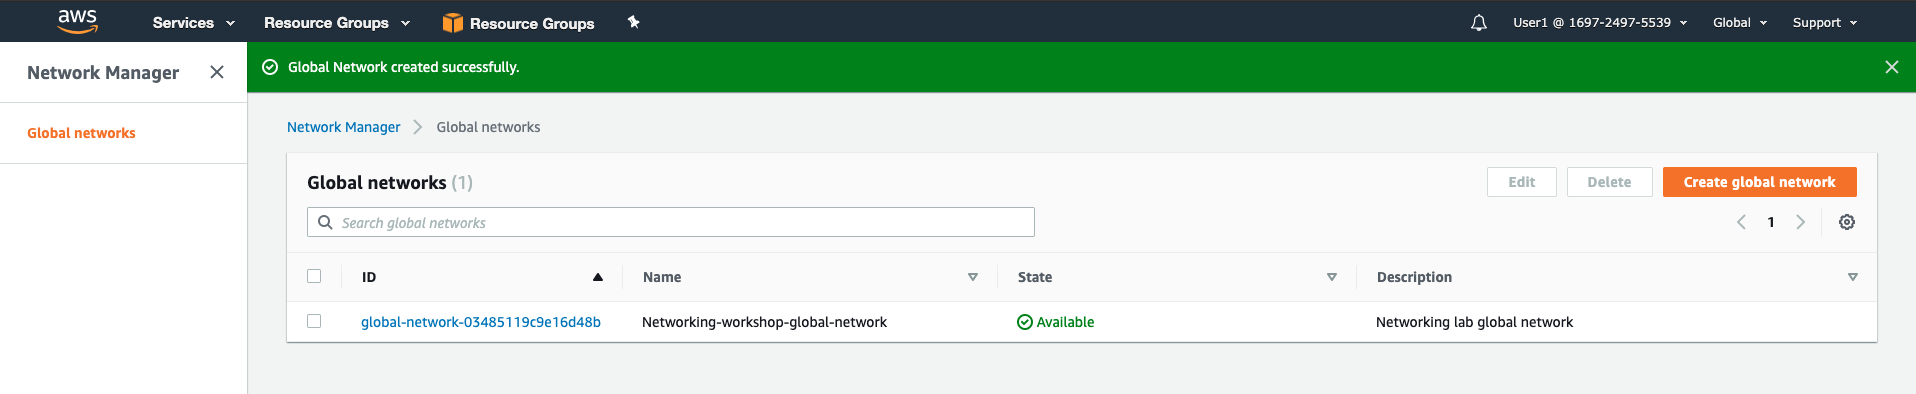 aws Services Resource Groups Resource Groups User1 @ 1697-2497-5539 Global Support
Network Manager
Global Network created successfully.
Global networks
Network Manager > Global networks
Global networks (1)
Edit Delete Create global network
Search global networks
1
ID Name State Description
global-network-03485119c9e16d48b Networking-workshop-global-network Available Networking lab global network